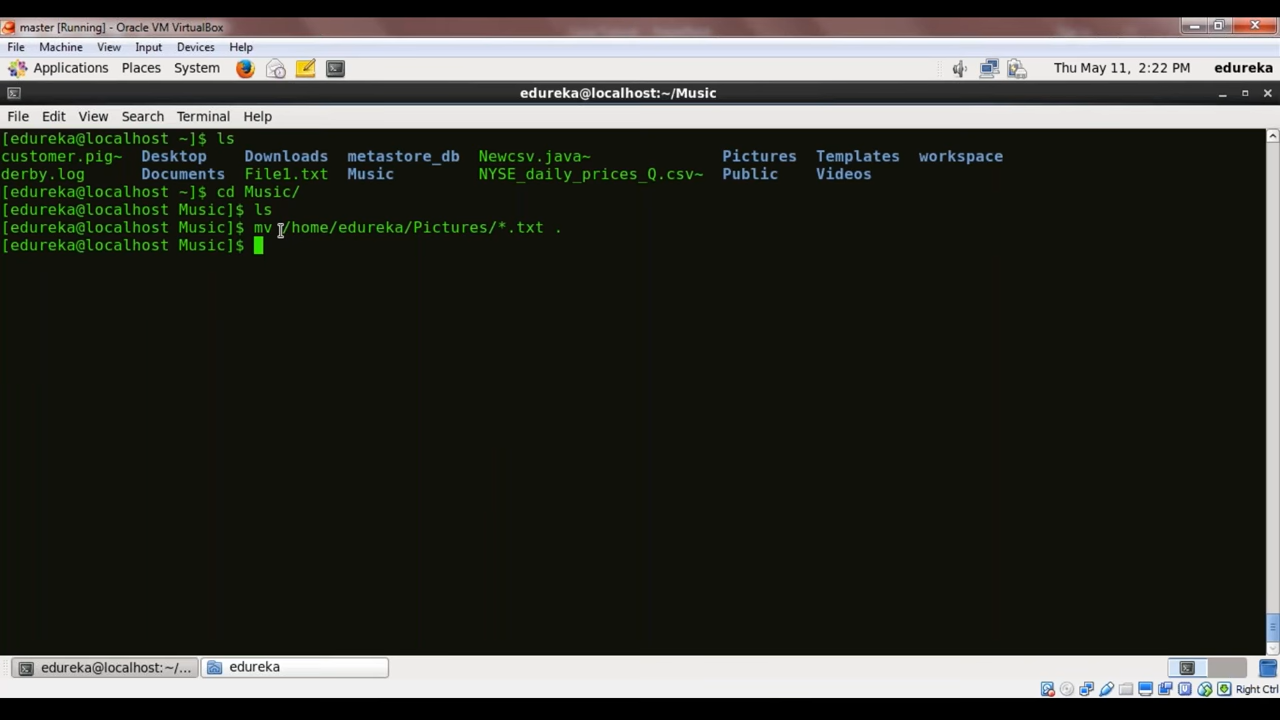 master [Running] - Oracle VM VirtualBox
File Machine View Input Devices Help
Applications Places System Thu May 11, 2:22 PM edureka
edureka@localhost:~/Music
File Edit View Search Terminal Help
[edureka@localhost ~]$ ls
customer.pig~ Desktop Downloads metastore_db Newcsv.java~ Pictures Templates workspace
derby.log Documents File1.txt Music NYSE_daily_prices_Q.csv~ Public Videos
[edureka@localhost ~]$ cd Music/
[edureka@localhost Music]$ ls
[edureka@localhost Music]$ mv /home/edureka/Pictures/*.txt .
[edureka@localhost Music]$
edureka@localhost:~/... edureka
Right Ctrl